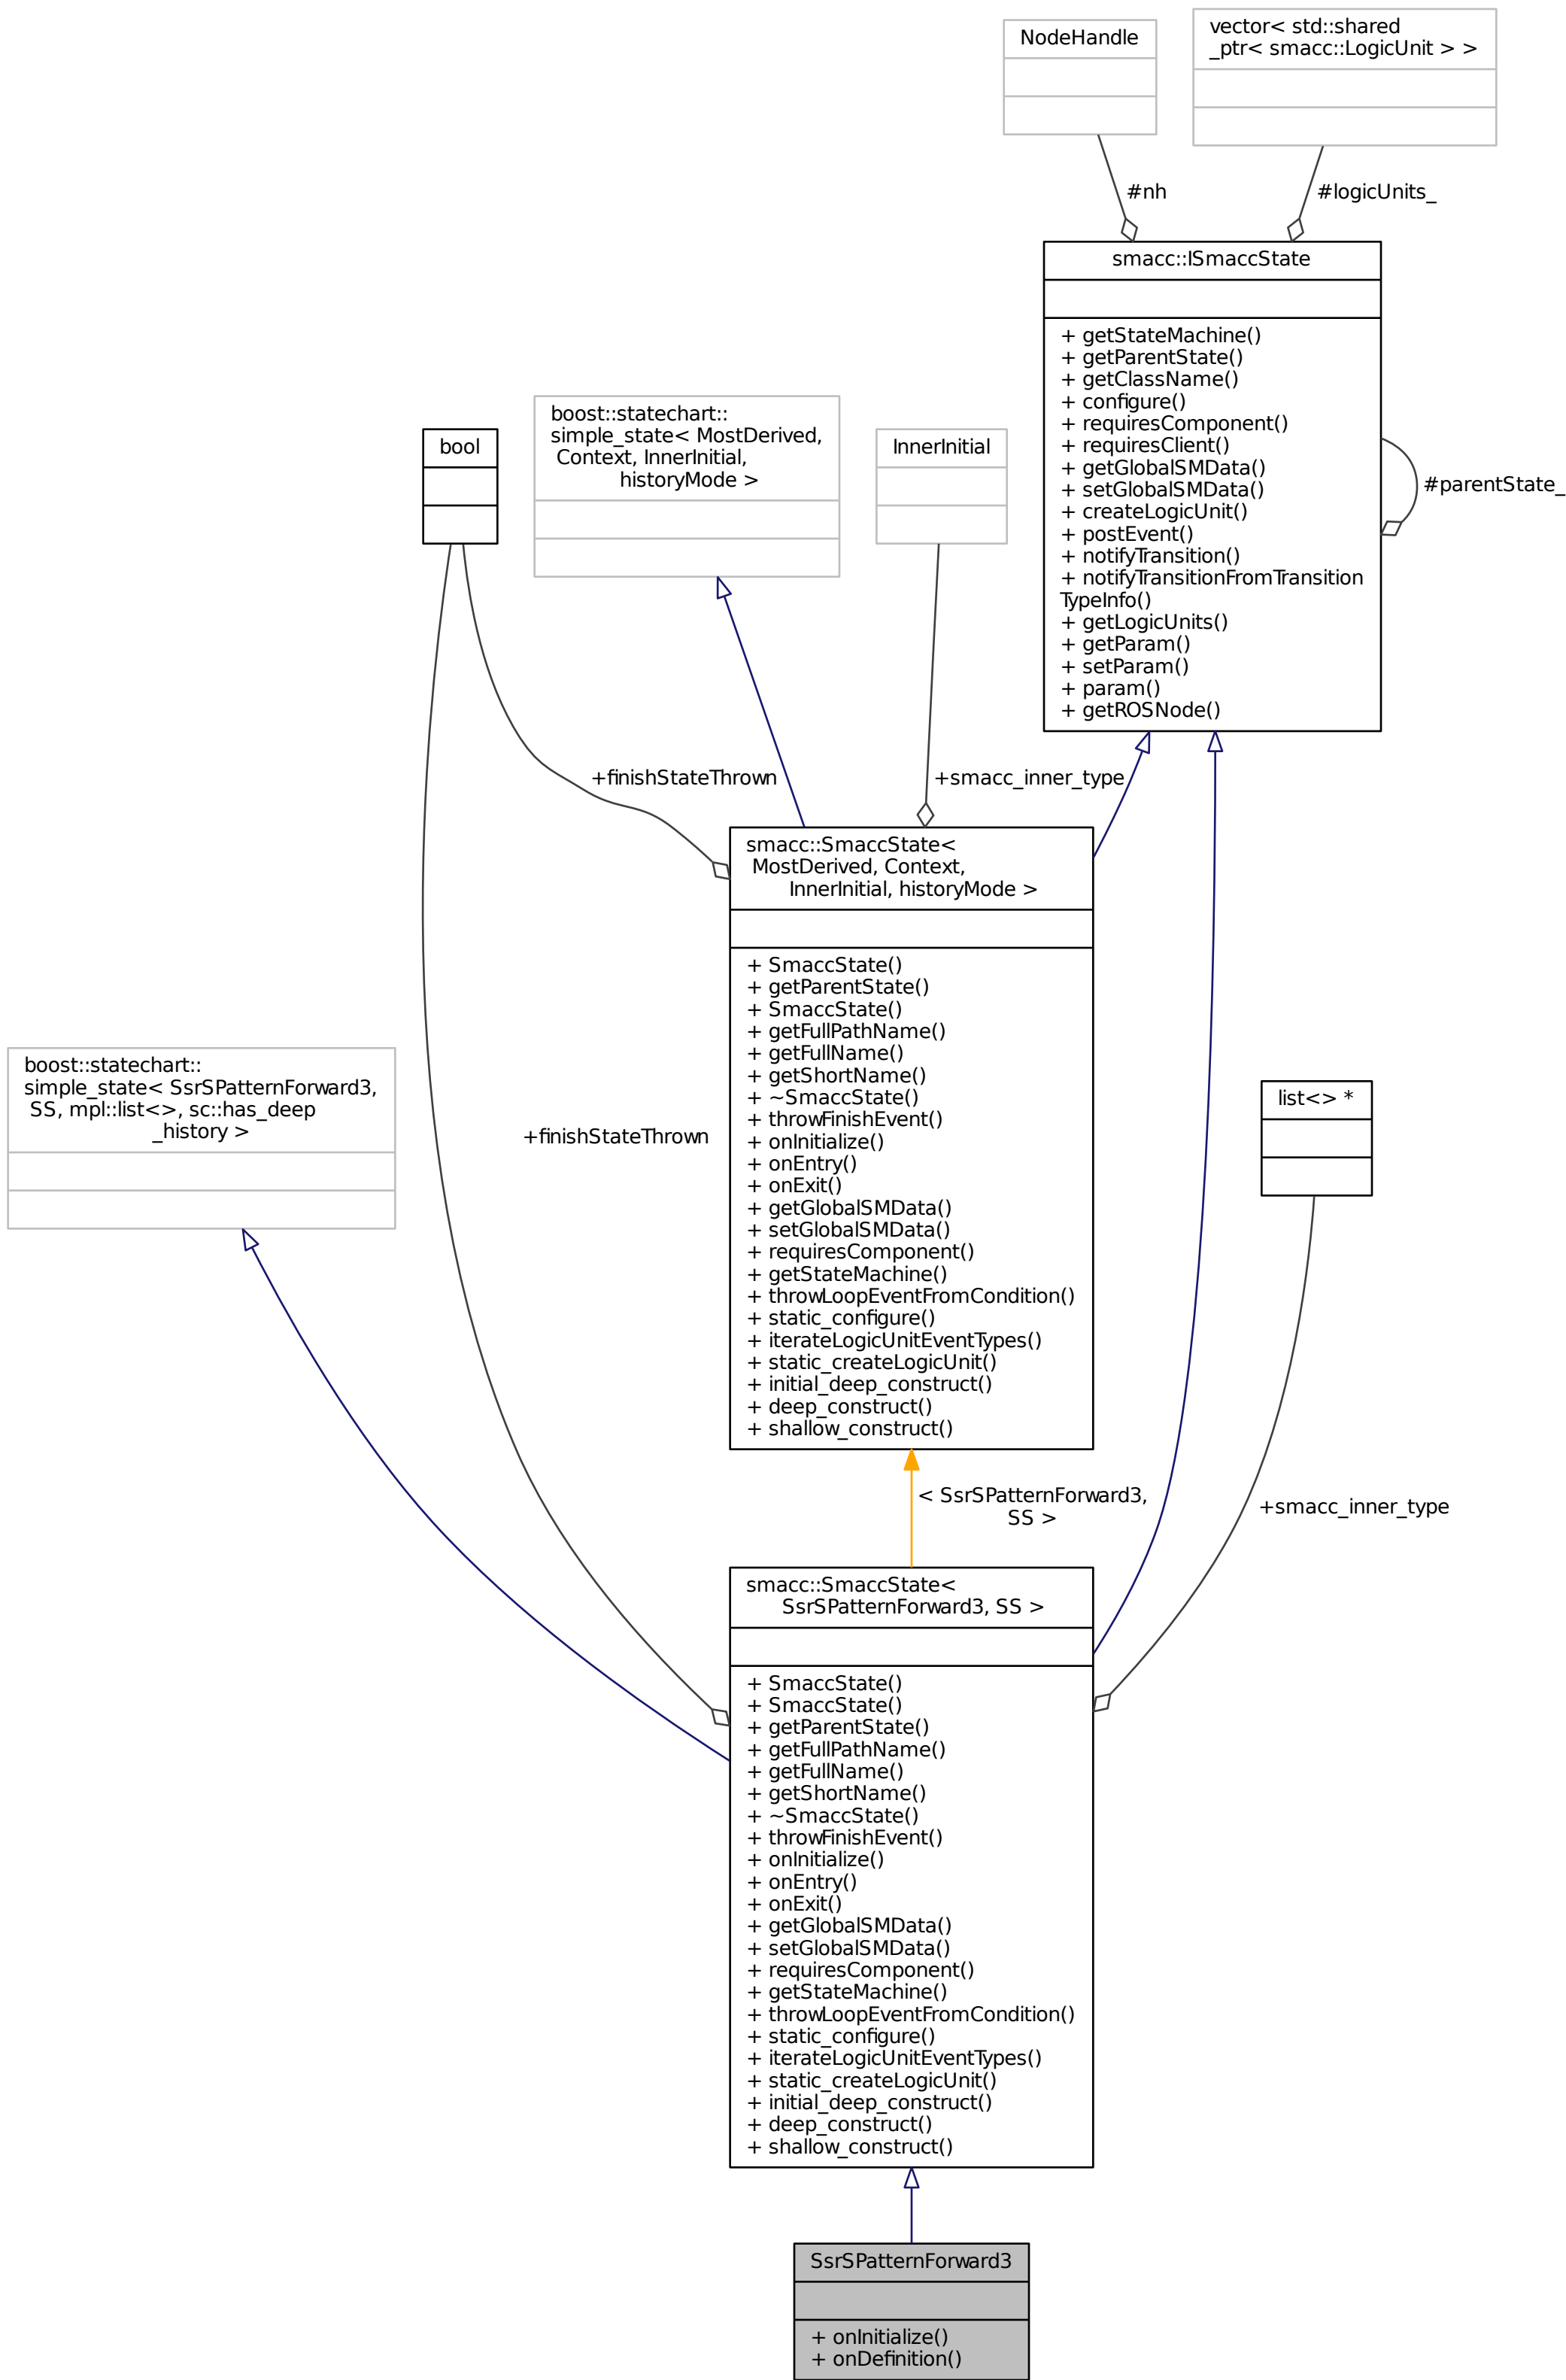 NodeHandle
vector< std::shared
_ptr< smacc::LogicUnit > >
#nh
#logicUnits_
smacc::ISmaccState
+ getStateMachine()
+ getParentState()
+ getClassName()
+ configure()
+ requiresComponent()
+ requiresClient()
+ getGlobalSMData()
+ setGlobalSMData()
+ createLogicUnit()
+ postEvent()
+ notifyTransition()
+ notifyTransitionFromTransition
TypeInfo()
+ getLogicUnits()
+ getParam()
+ setParam()
+ param()
+ getROSNode()
#parentState_
bool
boost::statechart::
simple_state< MostDerived,
Context, InnerInitial,
historyMode >
InnerInitial
+finishStateThrown
+smacc_inner_type
smacc::SmaccState<
MostDerived, Context,
InnerInitial, historyMode >
+ SmaccState()
+ getParentState()
+ SmaccState()
+ getFullPathName()
+ getFullName()
+ getShortName()
+ ~SmaccState()
+ throwFinishEvent()
+ onInitialize()
+ onEntry()
+ onExit()
+ getGlobalSMData()
+ setGlobalSMData()
+ requiresComponent()
+ getStateMachine()
+ throwLoopEventFromCondition()
+ static_configure()
+ iterateLogicUnitEventTypes()
+ static_createLogicUnit()
+ initial_deep_construct()
+ deep_construct()
+ shallow_construct()
boost::statechart::
simple_state< SsrSPatternForward3,
SS, mpl::list<>, sc::has_deep
_history >
+finishStateThrown
list<> *
< SsrSPatternForward3,
SS >
+smacc_inner_type
smacc::SmaccState<
SsrSPatternForward3, SS >
+ SmaccState()
+ SmaccState()
+ getParentState()
+ getFullPathName()
+ getFullName()
+ getShortName()
+ ~SmaccState()
+ throwFinishEvent()
+ onInitialize()
+ onEntry()
+ onExit()
+ getGlobalSMData()
+ setGlobalSMData()
+ requiresComponent()
+ getStateMachine()
+ throwLoopEventFromCondition()
+ static_configure()
+ iterateLogicUnitEventTypes()
+ static_createLogicUnit()
+ initial_deep_construct()
+ deep_construct()
+ shallow_construct()
SsrSPatternForward3
+ onInitialize()
+ onDefinition()